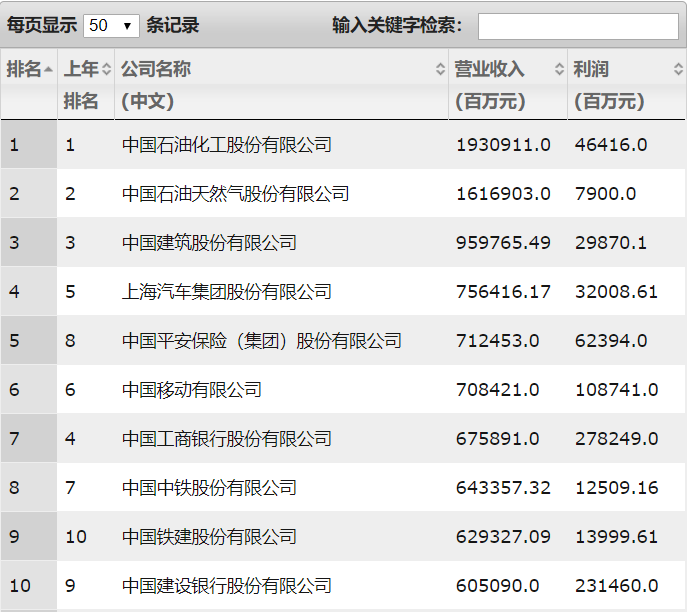 每页显示 50 条记录 输入关键字检索：
排名 上年排名 公司名称(中文) 营业收入(百万元) 利润(百万元)
1 1 中国石油化工股份有限公司 1930911.0 46416.0
2 2 中国石油天然气股份有限公司 1616903.0 7900.0
3 3 中国建筑股份有限公司 959765.49 29870.1
4 5 上海汽车集团股份有限公司 756416.17 32008.61
5 8 中国平安保险（集团）股份有限公司 712453.0 62394.0
6 6 中国移动有限公司 708421.0 108741.0
7 4 中国工商银行股份有限公司 675891.0 278249.0
8 7 中国中铁股份有限公司 643357.32 12509.16
9 10 中国铁建股份有限公司 629327.09 13999.61
10 9 中国建设银行股份有限公司 605090.0 231460.0